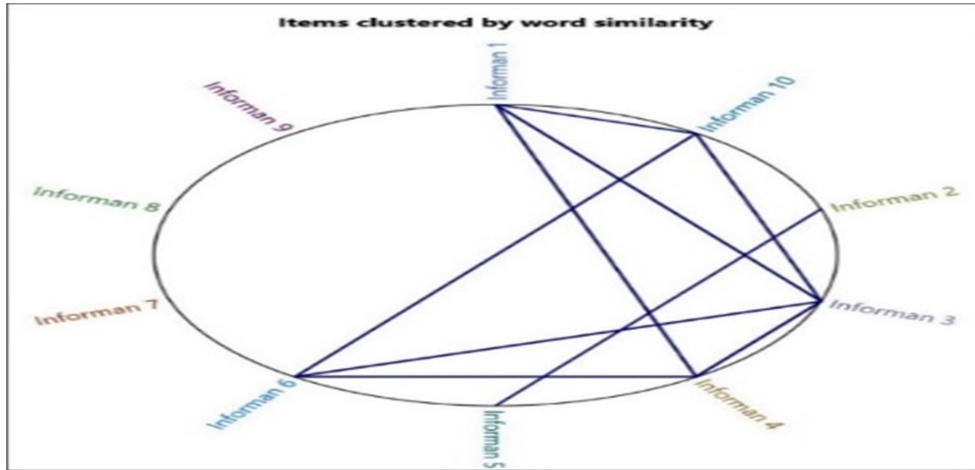 Items clustered by word similarity
Informan 1
Informan 10
Informan 2
Informan 3
Informan 4
Informan 5
Informan 6
Informan 7
Informan 8
Informan 9